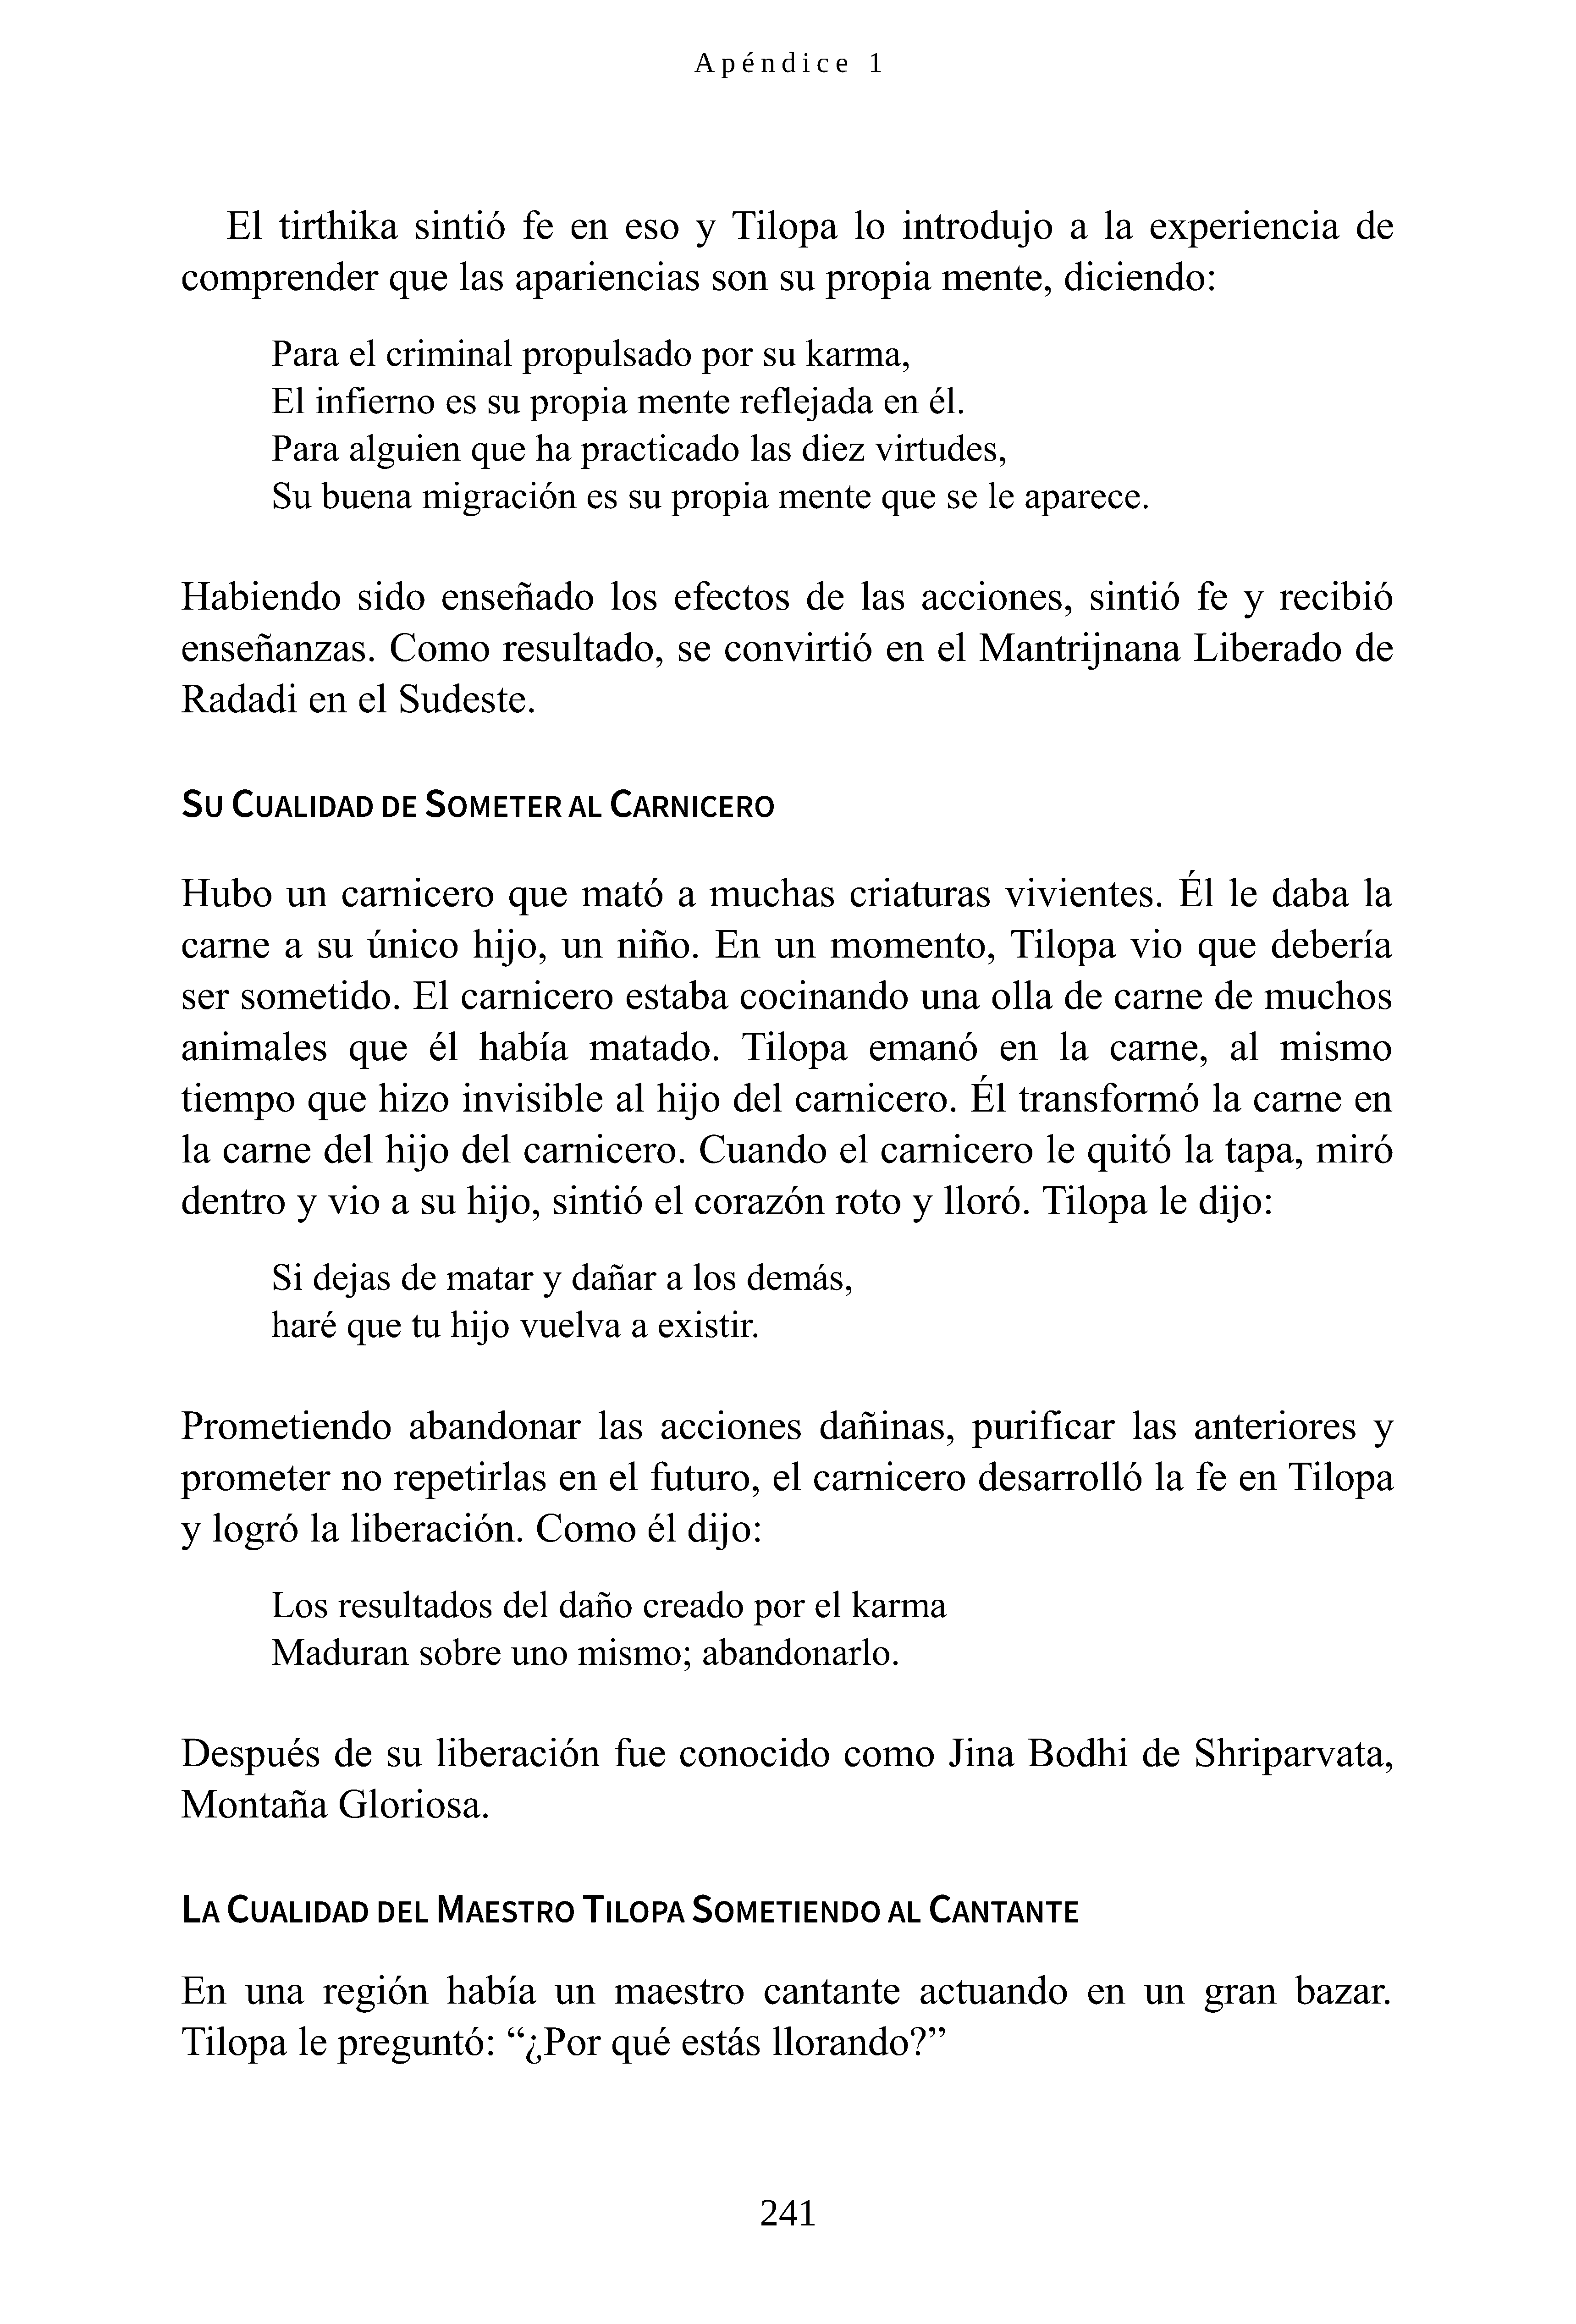 Apéndice 1
El tirthika sintió fe en eso y Tilopa lo introdujo a la experiencia de
comprender que las apariencias son su propia mente, diciendo:
Para el criminal propulsado por su karma,
El infierno es su propia mente reflejada en él.
Para alguien que ha practicado las diez virtudes,
Su buena migración es su propia mente que se le aparece.
Habiendo sido enseñado los efectos de las acciones, sintió fe y recibió
enseñanzas. Como resultado, se convirtió en el Mantrijnana Liberado de
Radadi en el Sudeste.
SU CUALIDAD DE SOMETER AL CARNICERO
Hubo un carnicero que mató a muchas criaturas vivientes. Él le daba la
carne a su único hijo, un niño. En un momento, Tilopa vio que debería
ser sometido. El carnicero estaba cocinando una olla de carne de muchos
animales que él había matado. Tilopa emanó en la carne, al mismo
tiempo que hizo invisible al hijo del carnicero. Él transformó la carne en
la carne del hijo del carnicero. Cuando el carnicero le quitó la tapa, miró
dentro y vio a su hijo, sintió el corazón roto y lloró. Tilopa le dijo:
Si dejas de matar y dañar a los demás,
haré que tu hijo vuelva a existir.
Prometiendo abandonar las acciones dañinas, purificar las anteriores y
prometer no repetirlas en el futuro, el carnicero desarrolló la fe en Tilopa
y logró la liberación. Como él dijo:
Los resultados del daño creado por el karma
Maduran sobre uno mismo; abandonarlo.
Después de su liberación fue conocido como Jina Bodhi de Shriparvata,
Montaña Gloriosa.
LA CUALIDAD DEL MAESTRO TILOPA SOMETIENDO AL CANTANTE
En una región había un maestro cantante actuando en un gran bazar.
Tilopa le preguntó: “¿Por qué estás llorando?”
241